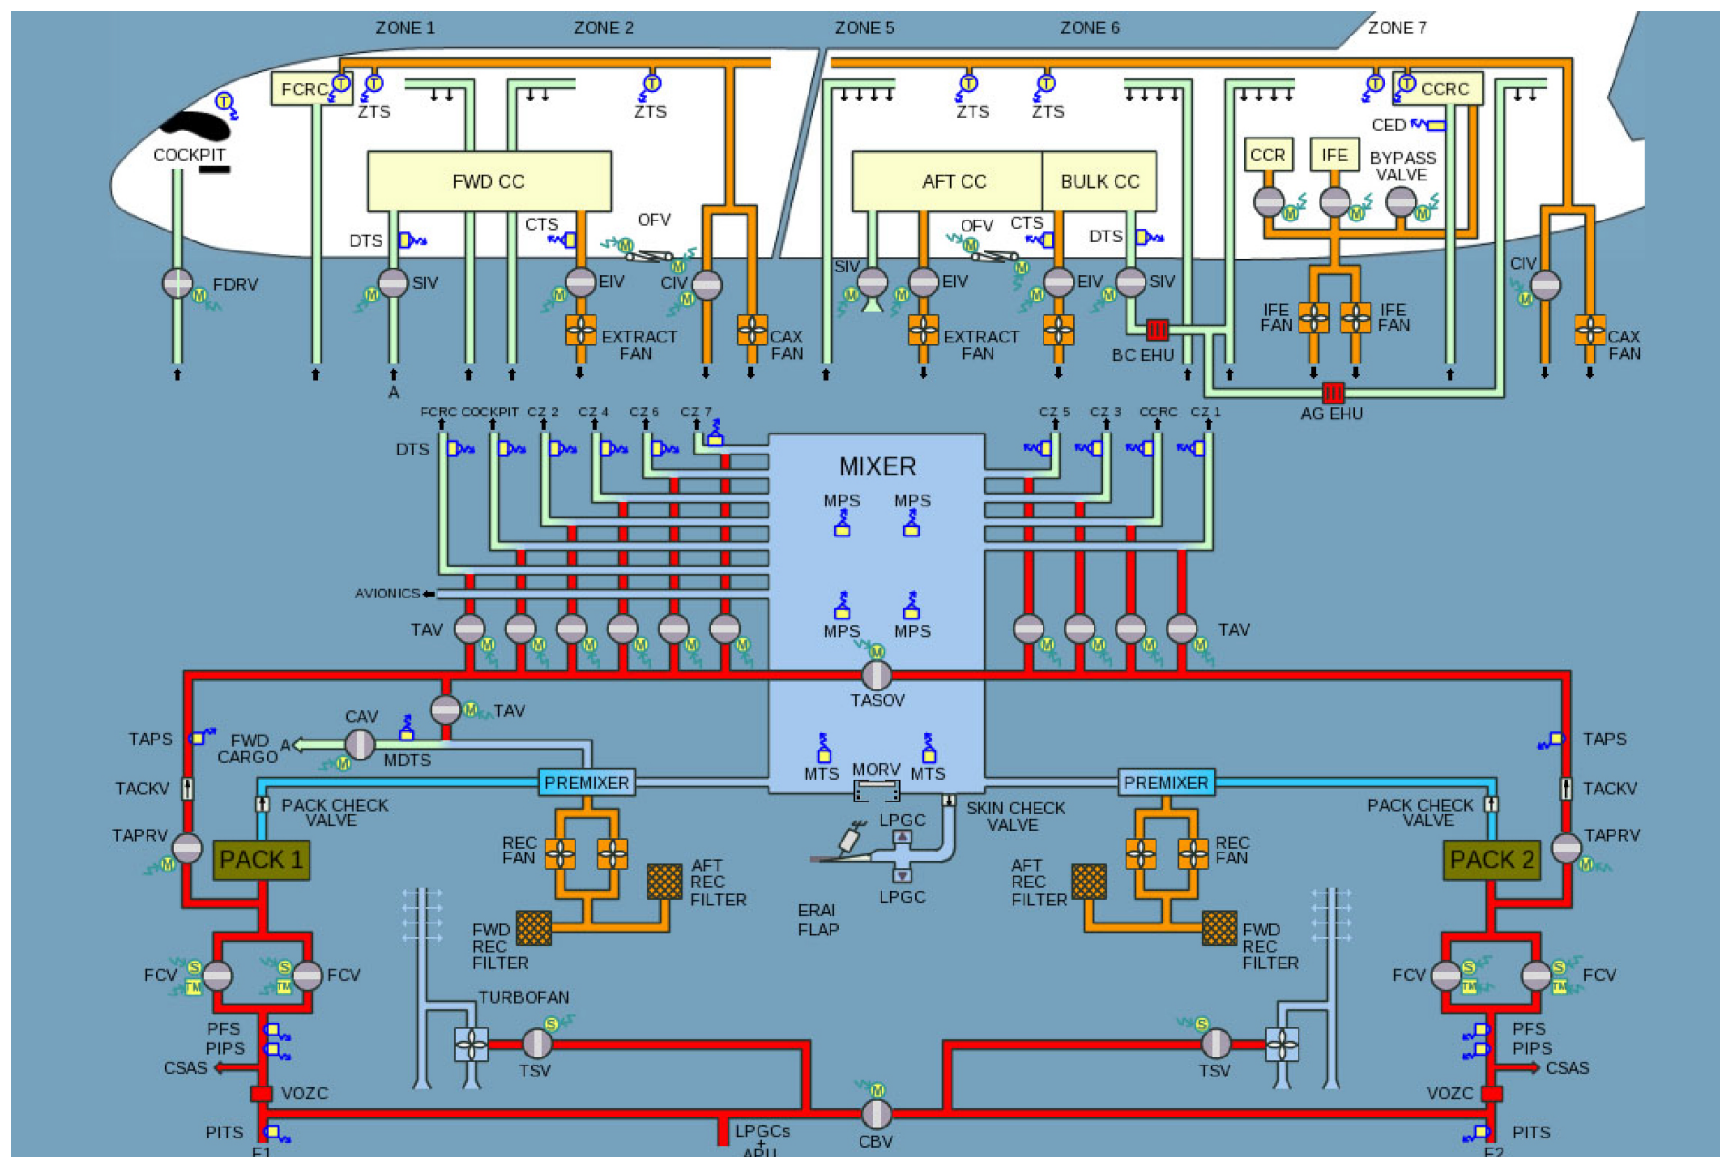 ZONE 1 ZONE 2 ZONE 5 ZONE 6 ZONE 7
FCRC T T T T T T T CCRC
ZTS ZTS ZTS ZTS
T
CED
COCKPIT
CCR IFE BYPASS
VALVE
FWD CC AFT CC BULK CC
M M M
DTS CTS OFV OFV CTS DTS
M M M M
FDRV SIV EIV CIV SIV EIV EIV SIV CIV
M M M M M M M M
EXTRACT
FAN
CAX
FAN
EXTRACT
FAN
BC EHU
IFE
FAN
IFE
FAN
CAX
FAN
A
AG EHU
FCRC COCKPIT CZ 2 CZ 4 CZ 6 CZ 7 CZ 5 CZ 3 CCRC CZ 1
DTS
MIXER
MPS MPS
AVIONICS
MPS MPS
TAV TAV
M M M M M M M M M M M
TASOV
CAV M TAV
TAPS FWD
CARGO A
MDTS
M
TAPS
MTS MORV MTS
TACKV PREMIXER PREMIXER TACKV
PACK CHECK
VALVE
SKIN CHECK
VALVE
PACK CHECK
VALVE
LPGC
TAPRV TAPRV
M M
PACK 1 REC
FAN
REC
FAN
PACK 2
AFT
REC
FILTER
LPGC
AFT
REC
FILTER
ERAI
FLAP
FWD
REC
FILTER
FWD
REC
FILTER
FCV S TM S TM FCV FCV S TM S TM FCV
TURBOFAN
PFS S S PFS
PIPS PIPS
CSAS TSV TSV CSAS
VOZC M VOZC
PITS LPGCs
+
APU
CBV PITS
E1 E2